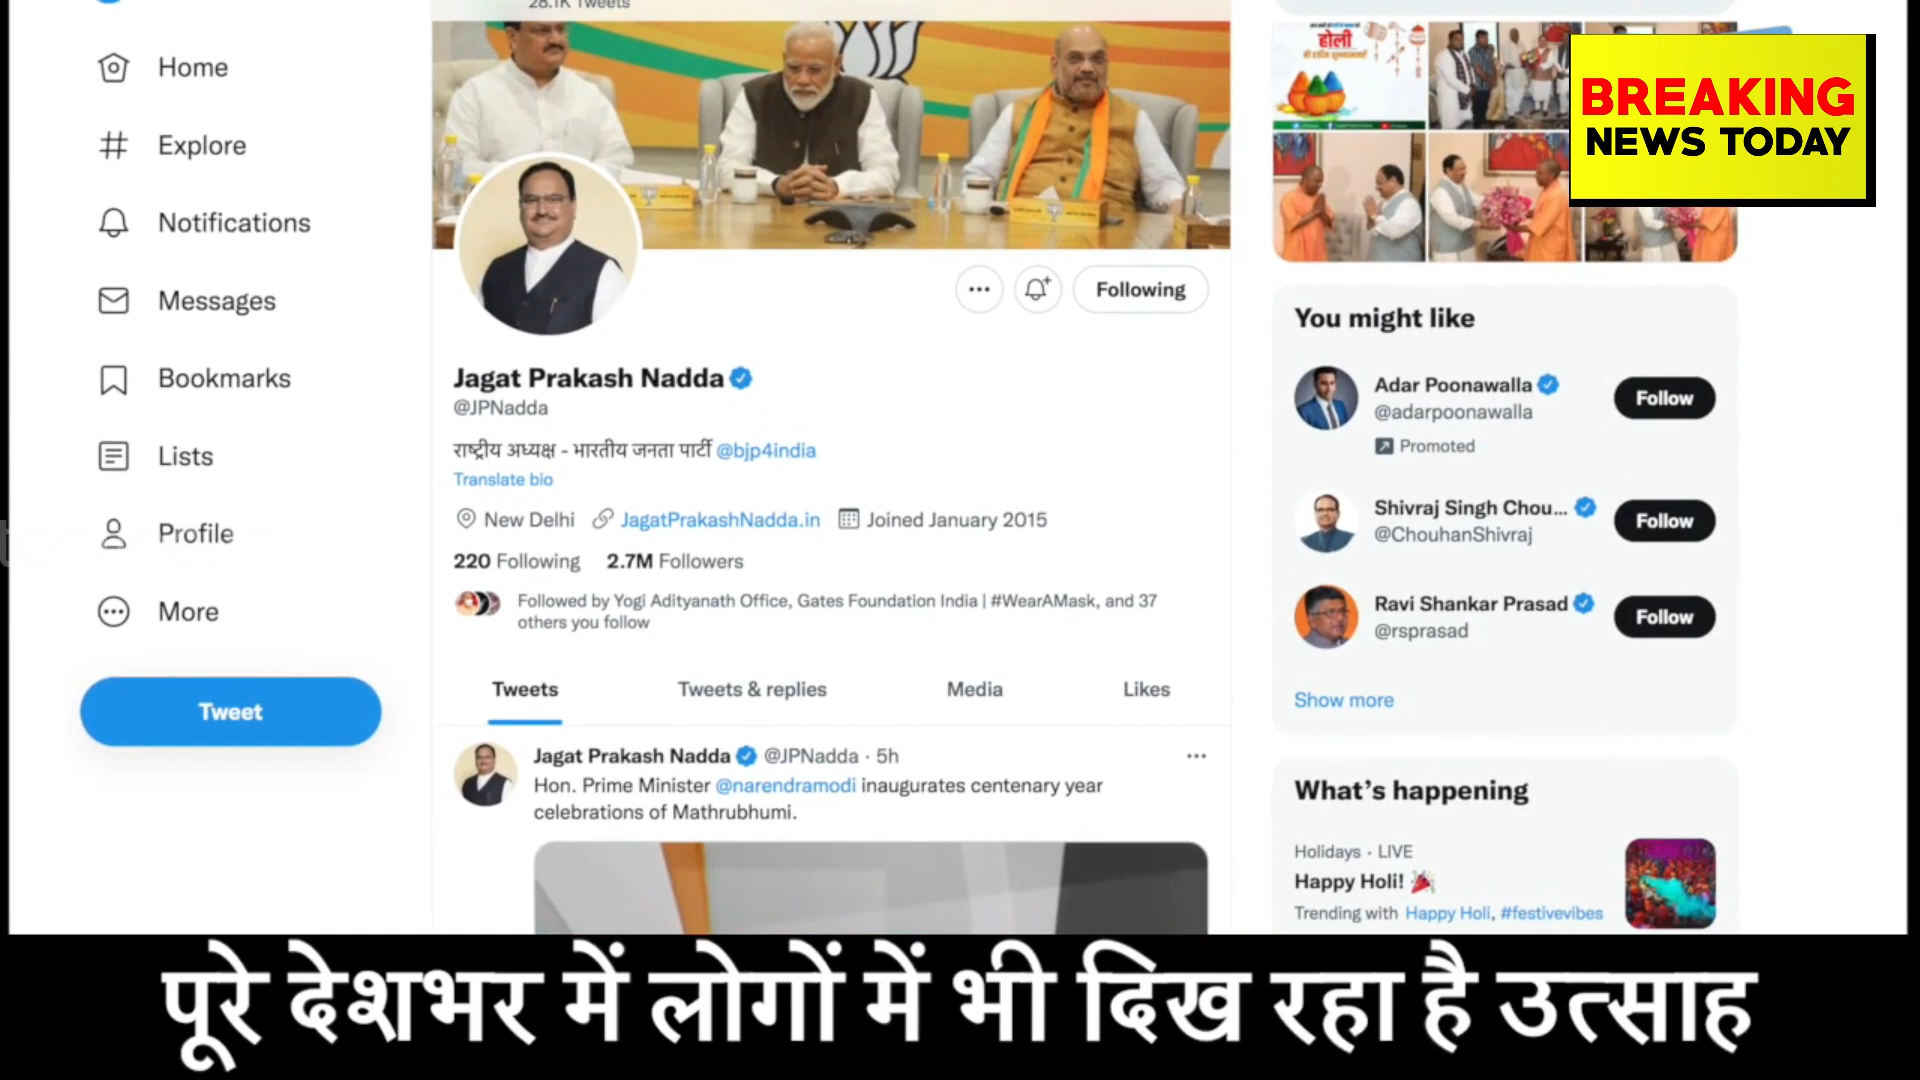 28.1K Tweets
Home
Explore
Notifications
Messages
Bookmarks
Lists
Profile
More
Tweet
Following
Jagat Prakash Nadda
@JPNadda
राष्ट्रीय अध्यक्ष - भारतीय जनता पार्टी @bjp4india
Translate bio
New Delhi JagatPrakashNadda.in Joined January 2015
220 Following 2.7M Followers
Followed by Yogi Adityanath Office, Gates Foundation India | #WearAMask, and 37
others you follow
Tweets Tweets & replies Media Likes
Jagat Prakash Nadda @JPNadda · 5h
Hon. Prime Minister @narendramodi inaugurates centenary year
celebrations of Mathrubhumi.
होली
BREAKING
NEWS TODAY
You might like
Adar Poonawalla
@adarpoonawalla
Follow
Promoted
Shivraj Singh Chou...
@ChouhanShivraj
Follow
Ravi Shankar Prasad
@rsprasad
Follow
Show more
What's happening
Holidays · LIVE
Happy Holi!
Trending with Happy Holi, #festivevibes
पूरे देशभर में लोगों में भी दिख रहा है उत्साह